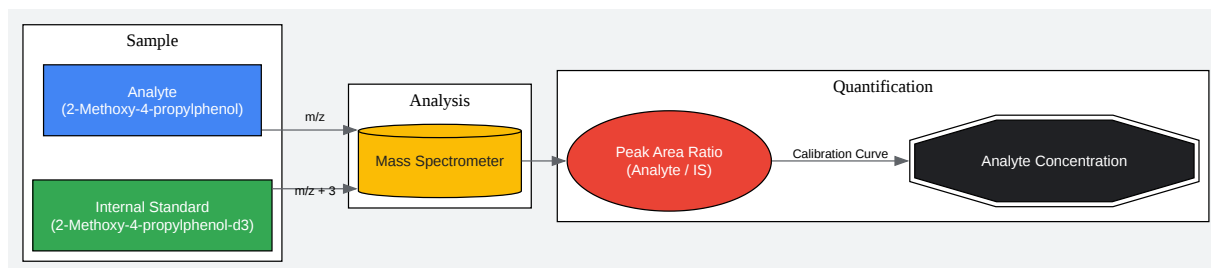 Sample
Analyte
(2-Methoxy-4-propylphenol)
Internal Standard
(2-Methoxy-4-propylphenol-d3)
m/z
m/z + 3
Analysis
Mass Spectrometer
Quantification
Peak Area Ratio
(Analyte / IS)
Calibration Curve
Analyte Concentration